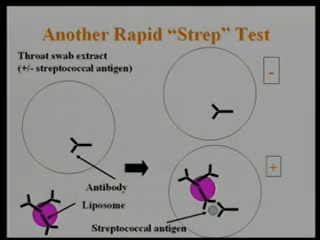 Another Rapid “Strep” Test
Throat swab extract
(+/- streptococcal antigen)
-
Antibody
Liposome
+
Streptococcal antigen